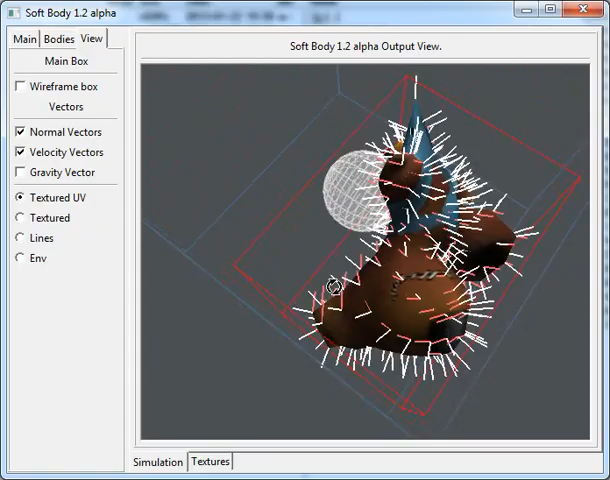 Soft Body 1.2 alpha
Main Bodies View
Main Box
Wireframe box
Vectors
Normal Vectors
Velocity Vectors
Gravity Vector
Textured UV
Textured
Lines
Env
Soft Body 1.2 alpha Output View.
Simulation Textures